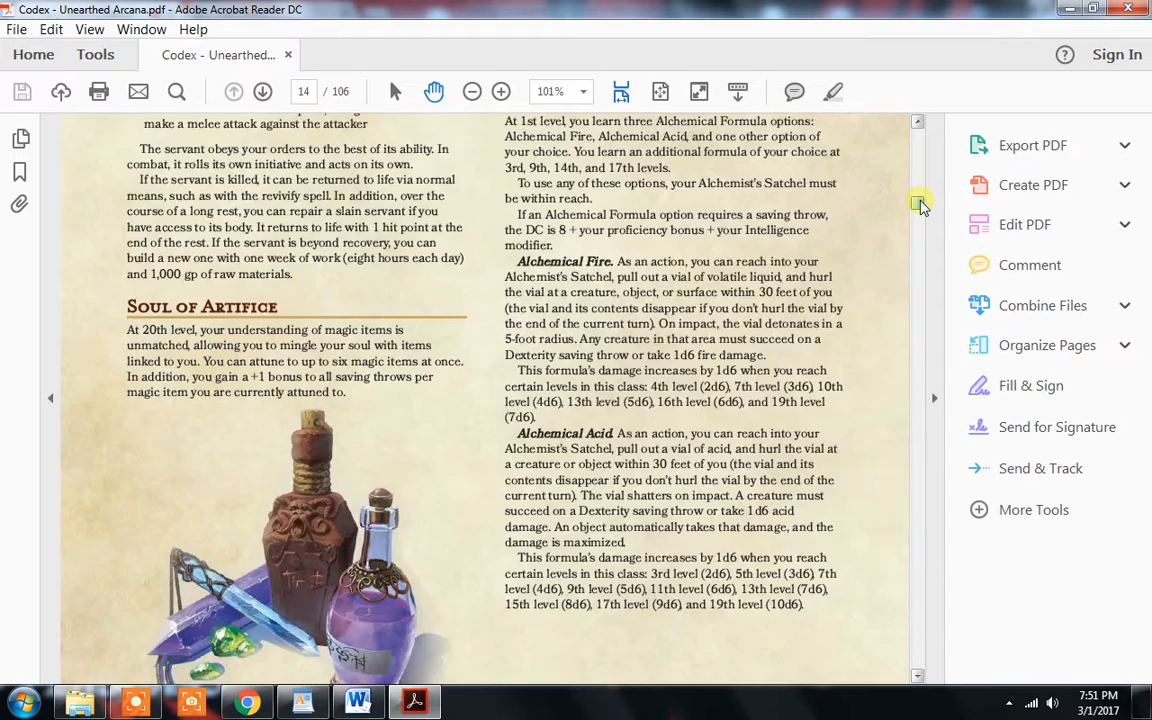 Codex - Unearthed Arcana.pdf - Adobe Acrobat Reader DC
File Edit View Window Help
Home Tools Codex - Unearthed... × Sign In
14 / 106 101%
make a melee attack against the attacker
The servant obeys your orders to the best of its ability. In
combat, it rolls its own initiative and acts on its own.
If the servant is killed, it can be returned to life via normal
means, such as with the revivify spell. In addition, over the
course of a long rest, you can repair a slain servant if you
have access to its body. It returns to life with 1 hit point at the
end of the rest. If the servant is beyond recovery, you can
build a new one with one week of work (eight hours each day)
and 1,000 gp of raw materials.
Soul of Artifice
At 20th level, your understanding of magic items is
unmatched, allowing you to mingle your soul with items
linked to you. You can attune to up to six magic items at once.
In addition, you gain a +1 bonus to all saving throws per
magic item you are currently attuned to.
At 1st level, you learn three Alchemical Formula options:
Alchemical Fire, Alchemical Acid, and one other option of
your choice. You learn an additional formula of your choice at
3rd, 9th, 14th, and 17th levels.
To use any of these options, your Alchemist's Satchel must
be within reach.
If an Alchemical Formula option requires a saving throw,
the DC is 8 + your proficiency bonus + your Intelligence
modifier.
Alchemical Fire. As an action, you can reach into your
Alchemist's Satchel, pull out a vial of volatile liquid, and hurl
the vial at a creature, object, or surface within 30 feet of you
(the vial and its contents disappear if you don't hurl the vial by
the end of the current turn). On impact, the vial detonates in a
5-foot radius. Any creature in that area must succeed on a
Dexterity saving throw or take 1d6 fire damage.
This formula's damage increases by 1d6 when you reach
certain levels in this class: 4th level (2d6), 7th level (3d6), 10th
level (4d6), 13th level (5d6), 16th level (6d6), and 19th level
(7d6).
Alchemical Acid. As an action, you can reach into your
Alchemist's Satchel, pull out a vial of acid, and hurl the vial at
a creature or object within 30 feet of you (the vial and its
contents disappear if you don't hurl the vial by the end of the
current turn). The vial shatters on impact. A creature must
succeed on a Dexterity saving throw or take 1d6 acid
damage. An object automatically takes that damage, and the
damage is maximized.
This formula's damage increases by 1d6 when you reach
certain levels in this class: 3rd level (2d6), 5th level (3d6), 7th
level (4d6), 9th level (5d6), 11th level (6d6), 13th level (7d6),
15th level (8d6), 17th level (9d6), and 19th level (10d6).
Export PDF
Create PDF
Edit PDF
Comment
Combine Files
Organize Pages
Fill & Sign
Send for Signature
Send & Track
More Tools
7:51 PM
3/1/2017